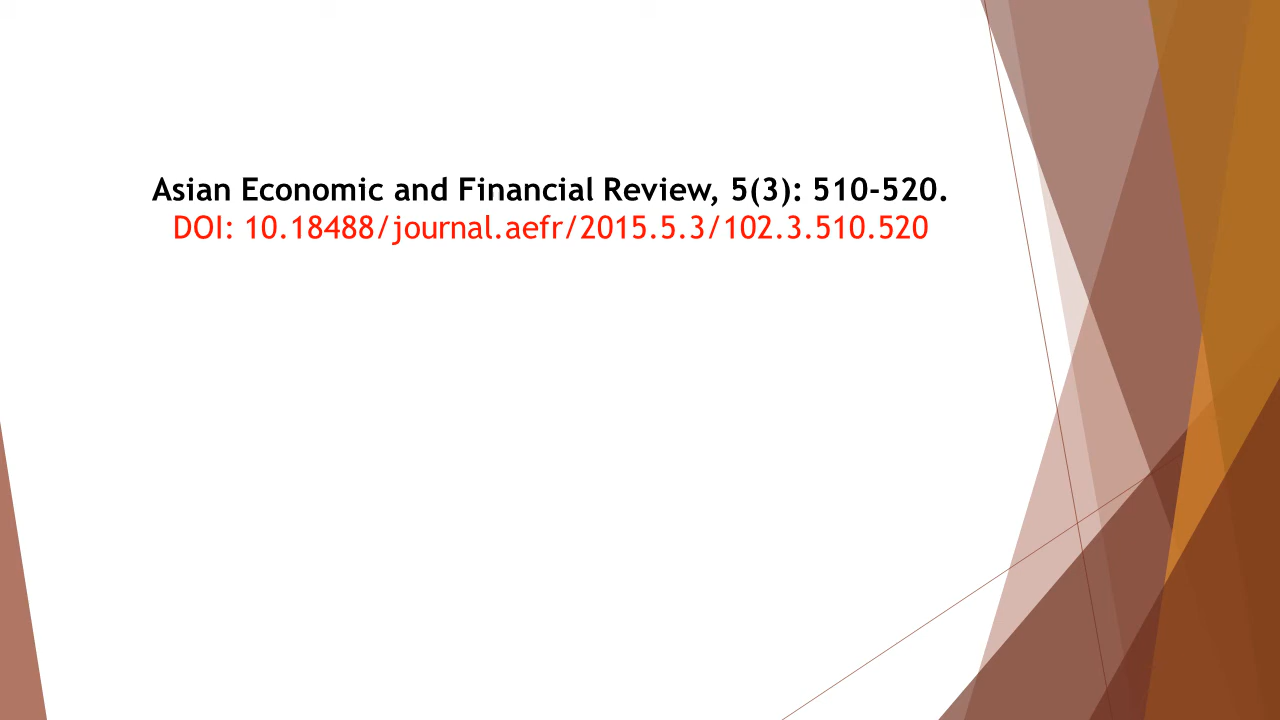 Asian Economic and Financial Review, 5(3): 510-520.
DOI: 10.18488/journal.aefr/2015.5.3/102.3.510.520